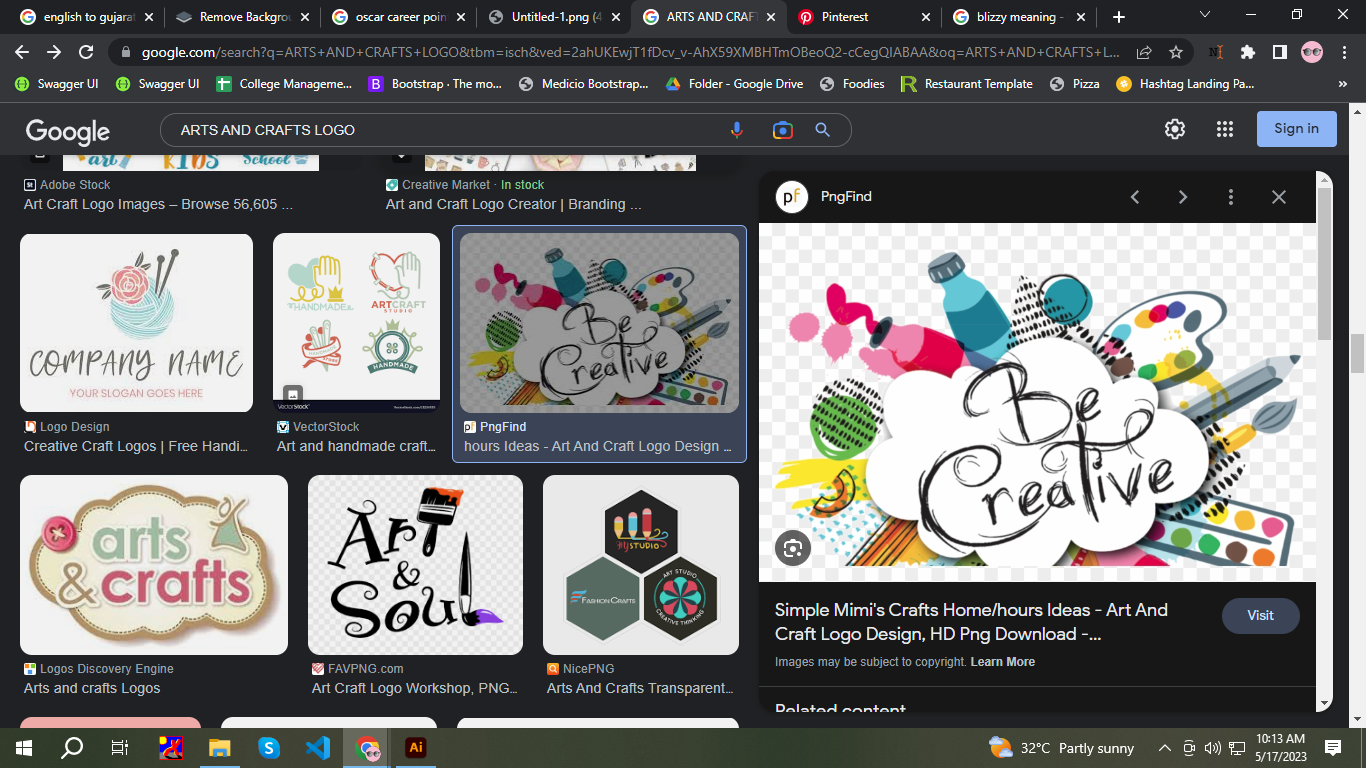 english to gujarat
Remove Backgrou
oscar career poin
Untitled-1.png (4
ARTS AND CRAF
Pinterest
blizzy meaning -
google.com/search?q=ARTS+AND+CRAFTS+LOGO&tbm=isch&ved=2ahUKEwjT1fDcv_v-AhX59XMBHTmOBeoQ2-cCegQIABAA&oq=ARTS+AND+CRAFTS+L...
Swagger UI
Swagger UI
College Manageme...
Bootstrap · The mo...
Medicio Bootstrap...
Folder - Google Drive
Foodies
Restaurant Template
Pizza
Hashtag Landing Pa...
»
Google
ARTS AND CRAFTS LOGO
Sign in
art
KIDS
School
Adobe Stock
Art Craft Logo Images – Browse 56,605 ...
Creative Market · In stock
Art and Craft Logo Creator | Branding ...
PngFind
COMPANY NAME
YOUR SLOGAN GOES HERE
HANDMADE
ARTCRAFT
STUDIO
HANDMADE
VectorStock
Be
Creative
Logo Design
Creative Craft Logos | Free Handi...
VectorStock
Art and handmade craft...
PngFind
hours Ideas - Art And Craft Logo Design ...
Be
Creative
arts
& crafts
Art
&
Soul
STUDIO
FASHION CRAFTS
ART STUDIO
CREATIVE THINKING
Logos Discovery Engine
Arts and crafts Logos
FAVPNG.com
Art Craft Logo Workshop, PNG...
NicePNG
Arts And Crafts Transparent...
Simple Mimi's Crafts Home/hours Ideas - Art And
Craft Logo Design, HD Png Download -...
Visit
Images may be subject to copyright. Learn More
Related content
Ai
32°C Partly sunny
10:13 AM
5/17/2023